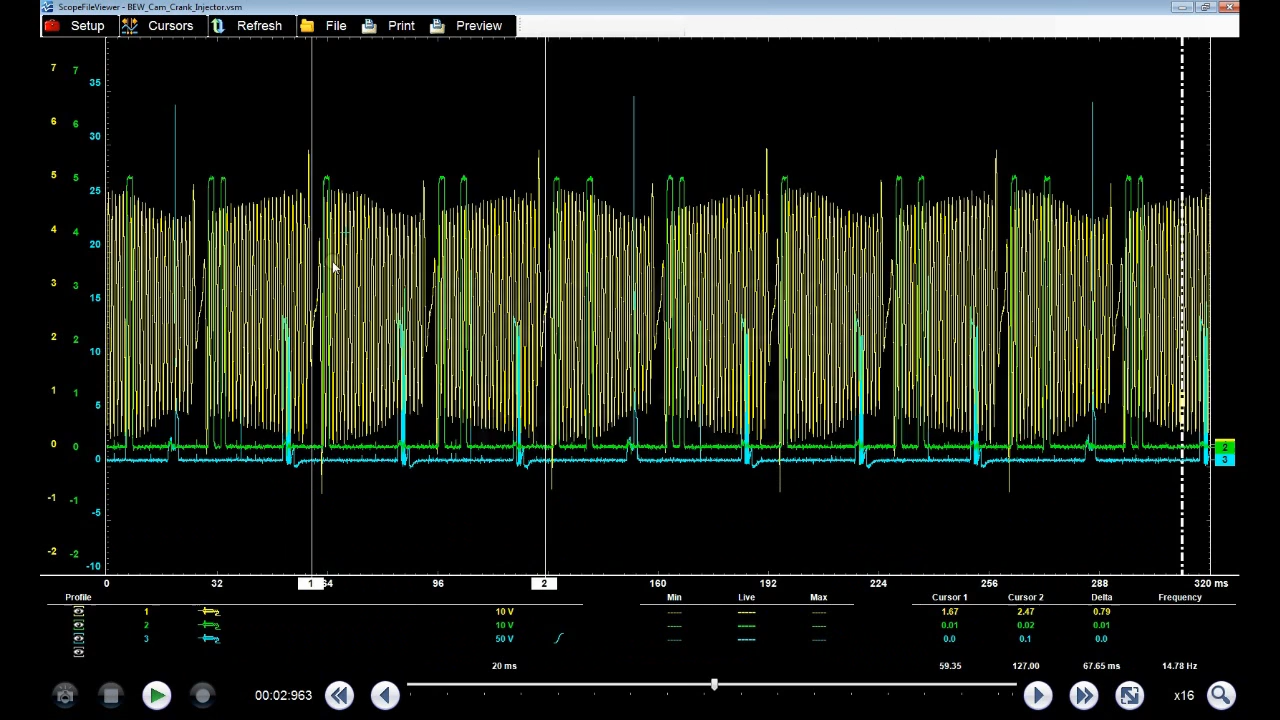 ScopeFileViewer - BEW_Cam_Crank_Injector.vsm
Setup Cursors Refresh File Print Preview
7 7
35
6 6 30
5 5 25
4 4 20
3 3 15
2 2 10
1 1 5
0 0 0
-1 -1 -5
-2 -2 -10
2
3
0 32 1 64 96 2 160 192 224 256 288 320 ms
Profile Min Live Max Cursor 1 Cursor 2 Delta Frequency
1 10 V ---- ---- ---- 1.67 2.47 0.79
2 10 V ---- ---- ---- 0.01 0.02 0.01
3 50 V ---- ---- ---- 0.0 0.1 0.0
20 ms 59.35 127.00 67.65 ms 14.78 Hz
00:02:963 x16